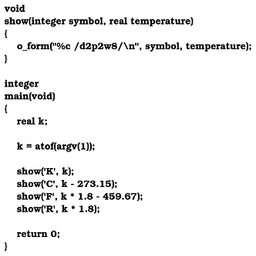 void
show(integer symbol, real temperature)
{
o_form("%c /d2p2w8/\n", symbol, temperature);
}
integer
main(void)
{
real k;
k = atof(argv(1));
show('K', k);
show('C', k - 273.15);
show('F', k * 1.8 - 459.67);
show('R', k * 1.8);
return 0;
}